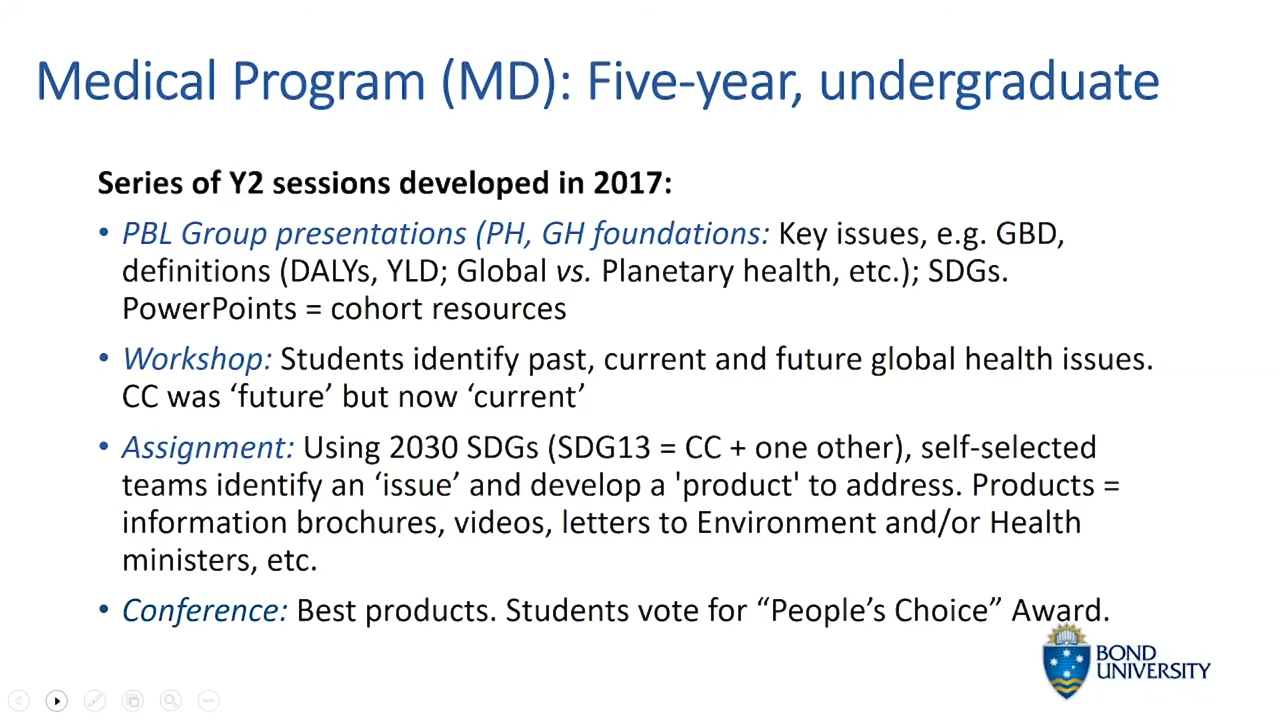 Medical Program (MD): Five-year, undergraduate
Series of Y2 sessions developed in 2017:
• PBL Group presentations (PH, GH foundations: Key issues, e.g. GBD,
definitions (DALYs, YLD; Global vs. Planetary health, etc.); SDGs.
PowerPoints = cohort resources
• Workshop: Students identify past, current and future global health issues.
CC was ‘future’ but now ‘current’
• Assignment: Using 2030 SDGs (SDG13 = CC + one other), self-selected
teams identify an ‘issue’ and develop a 'product' to address. Products =
information brochures, videos, letters to Environment and/or Health
ministers, etc.
• Conference: Best products. Students vote for “People’s Choice” Award.
BOND
UNIVERSITY